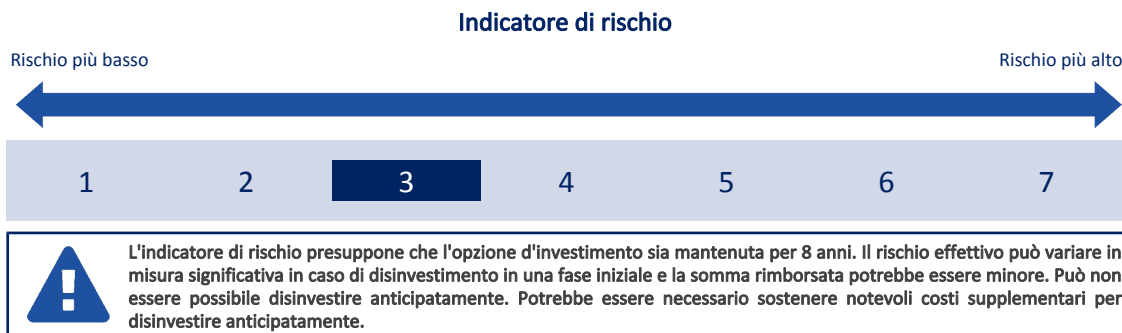 Indicatore di rischio
Rischio più basso
Rischio più alto
1 2 3 4 5 6 7
L'indicatore di rischio presuppone che l'opzione d'investimento sia mantenuta per 8 anni. Il rischio effettivo può variare in
misura significativa in caso di disinvestimento in una fase iniziale e la somma rimborsata potrebbe essere minore. Può non
essere possibile disinvestire anticipatamente. Potrebbe essere necessario sostenere notevoli costi supplementari per
disinvestire anticipatamente.